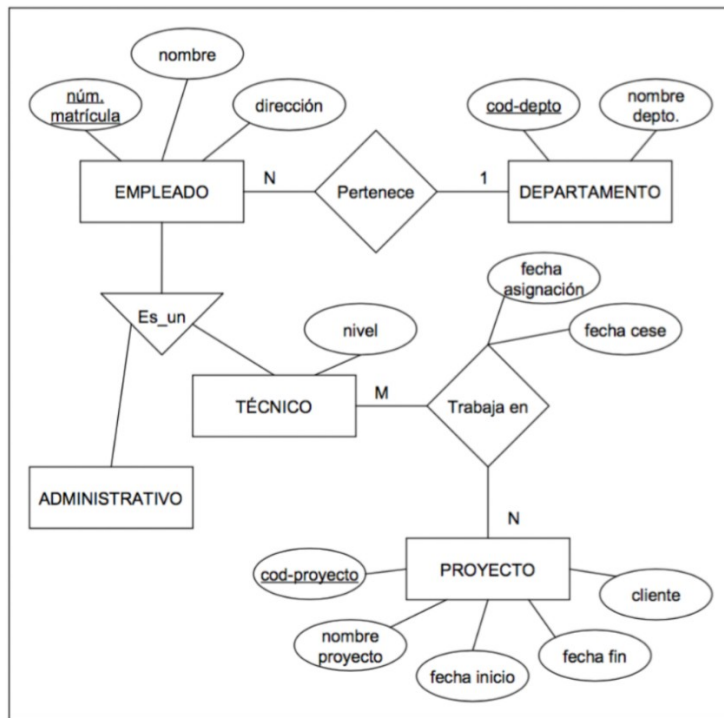 nombre
núm.
matrícula
dirección
cod-depto
nombre
depto.
EMPLEADO
N
Pertenece
1
DEPARTAMENTO
Es_un
fecha
asignación
nivel
fecha cese
TÉCNICO
M
Trabaja en
ADMINISTRATIVO
N
cod-proyecto
PROYECTO
cliente
nombre
proyecto
fecha inicio
fecha fin